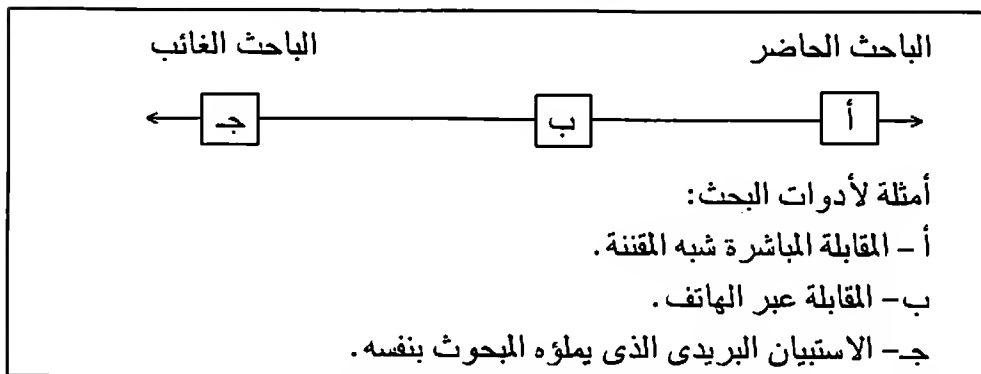 الباحث الحاضر الباحث الغائب
أ ب جـ
أمثلة لأدوات البحث:
أ – المقابلة المباشرة شبه المقننة.
ب – المقابلة عبر الهاتف.
جـ – الاستبيان البريدى الذى يملؤه المبحوث بنفسه.